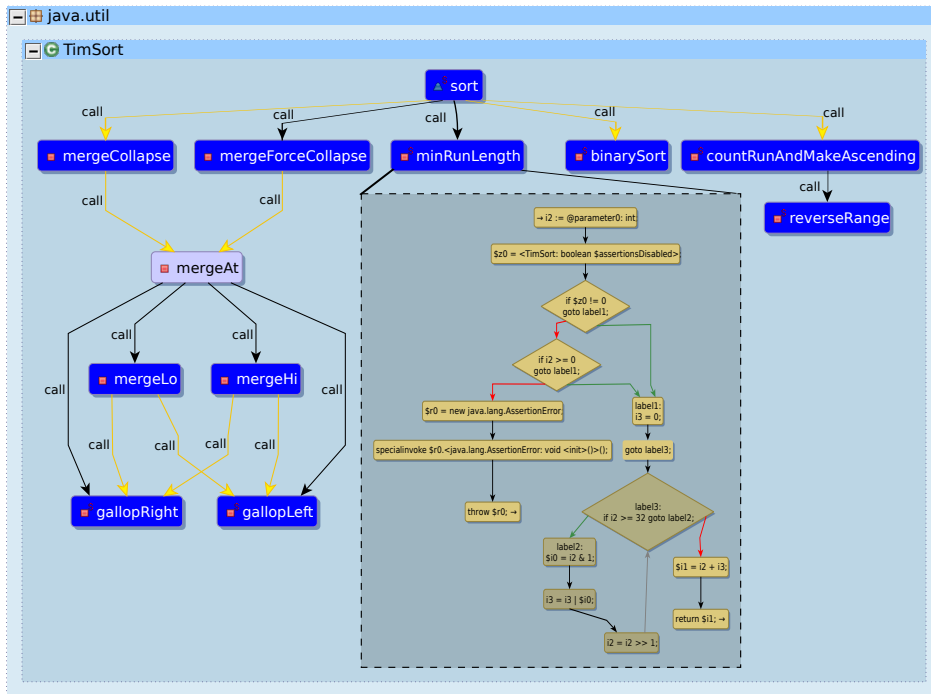 java.util
TimSort
sort
call
call
call
call
call
mergeCollapse
mergeForceCollapse
minRunLength
binarySort
countRunAndMakeAscending
call
call
call
reverseRange
mergeAt
→ i2 := @parameter0: int
$z0 = <TimSort: boolean $assertionsDisabled>
if $z0 != 0
goto label1;
call
call
call
call
if i2 >= 0
goto label1;
mergeLo
mergeHi
$r0 = new java.lang.AssertionError;
label1:
i3 = 0;
call
call
call
call
specialinvoke $r0.<java.lang.AssertionError: void <init>()>();
goto label3;
gallopRight
gallopLeft
throw $r0; →
label3:
if i2 >= 32 goto label2;
label2:
$i0 = i2 & 1;
$i1 = i2 + i3;
i3 = i3 | $i0;
return $i1; →
i2 = i2 >> 1;